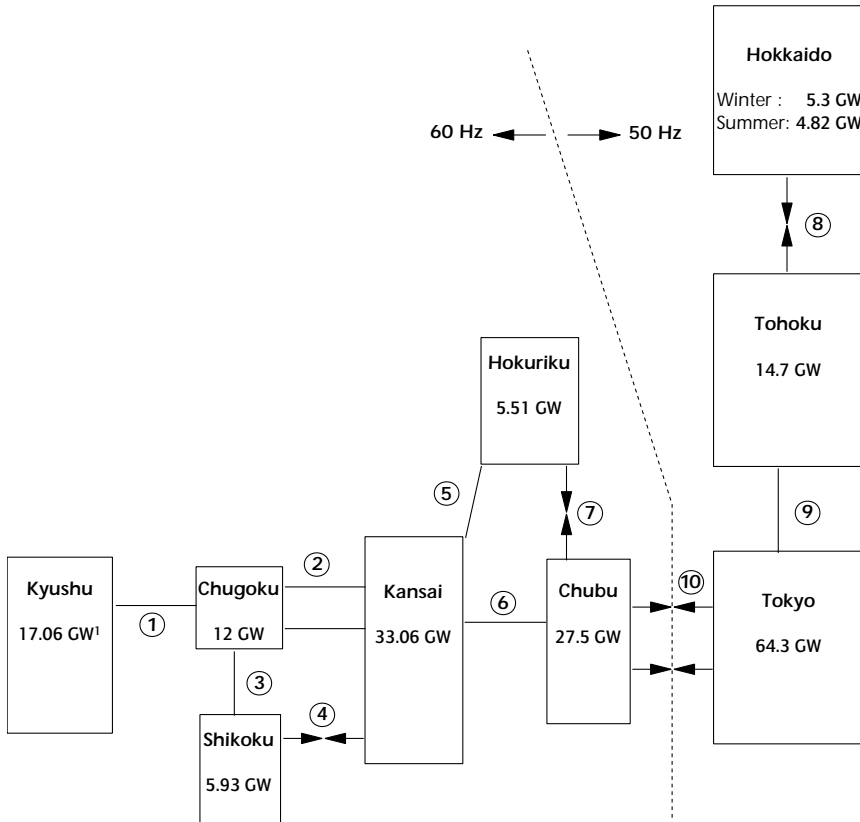 Hokkaido
Winter : 5.3 GW
Summer: 4.82 GW
60 Hz 50 Hz
8
Tohoku
14.7 GW
Hokuriku
5.51 GW
5
7
9
Kyushu
17.06 GW¹
1
Chugoku
12 GW
2
3
Shikoku
5.93 GW
4
Kansai
33.06 GW
6
Chubu
27.5 GW
10
Tokyo
64.3 GW